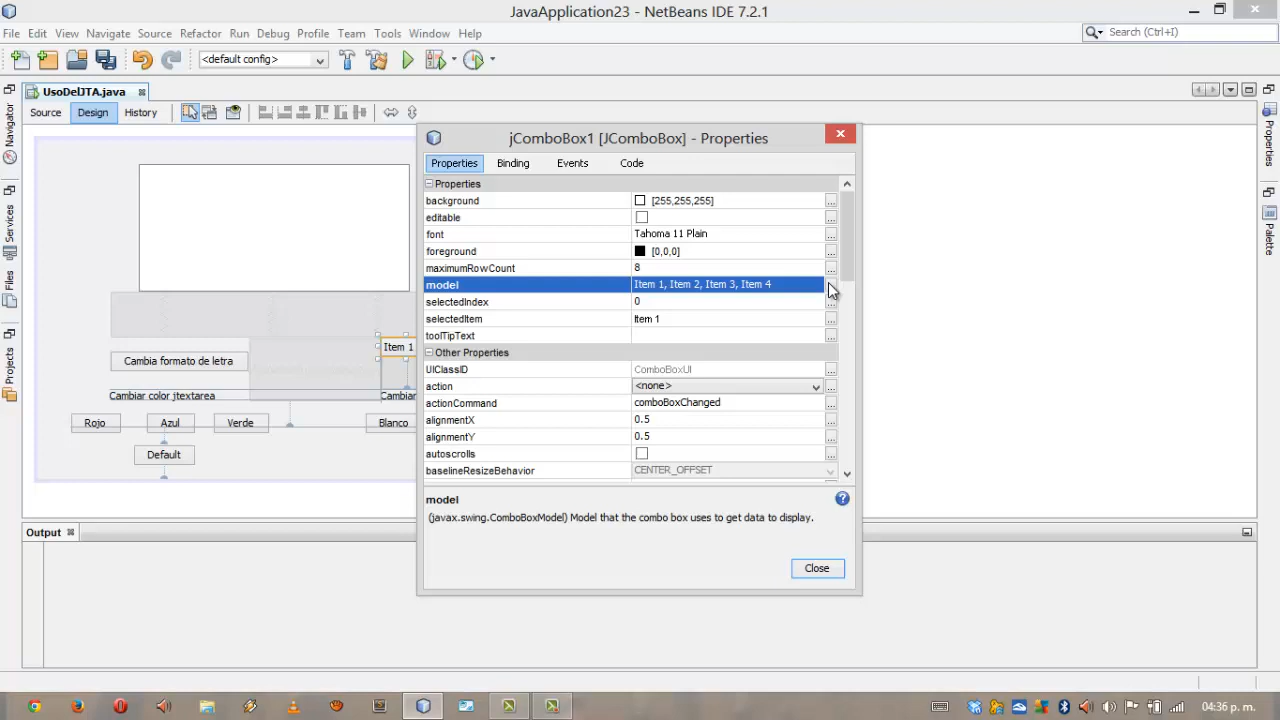 JavaApplication23 - NetBeans IDE 7.2.1
File Edit View Navigate Source Refactor Run Debug Profile Team Tools Window Help
Search (Ctrl+I)
<default config>
UsoDelJTA.java
Source Design History
Navigator
Services
Files
Projects
Properties
Palette
Cambia formato de letra
Item 1
Cambiar color jtextarea
Cambiar
Rojo Azul Verde Blanco
Default
jComboBox1 [JComboBox] - Properties
Properties Binding Events Code
Properties
background [255,255,255] ...
editable ...
font Tahoma 11 Plain ...
foreground [0,0,0] ...
maximumRowCount 8 ...
model Item 1, Item 2, Item 3, Item 4
selectedIndex 0 ...
selectedItem Item 1 ...
toolTipText ...
Other Properties
UIClassID ComboBoxUI ...
action <none> ...
actionCommand comboBoxChanged ...
alignmentX 0.5 ...
alignmentY 0.5 ...
autoscrolls ...
baselineResizeBehavior CENTER_OFFSET
model
(javax.swing.ComboBoxModel) Model that the combo box uses to get data to display.
Close
Output
04:36 p. m.